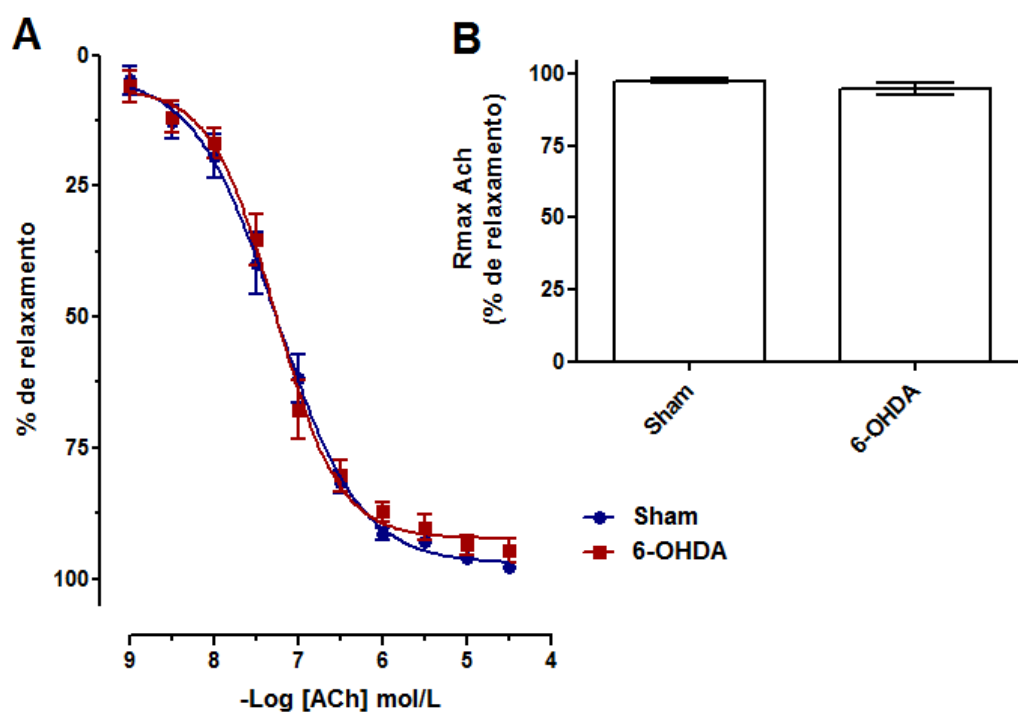 A
0
25
50
75
100
% de relaxamento
9 8 7 6 5 4
-Log [ACh] mol/L
B
100
75
50
25
0
Rmax Ach
(% de relaxamento)
Sham
6-OHDA
Sham
6-OHDA